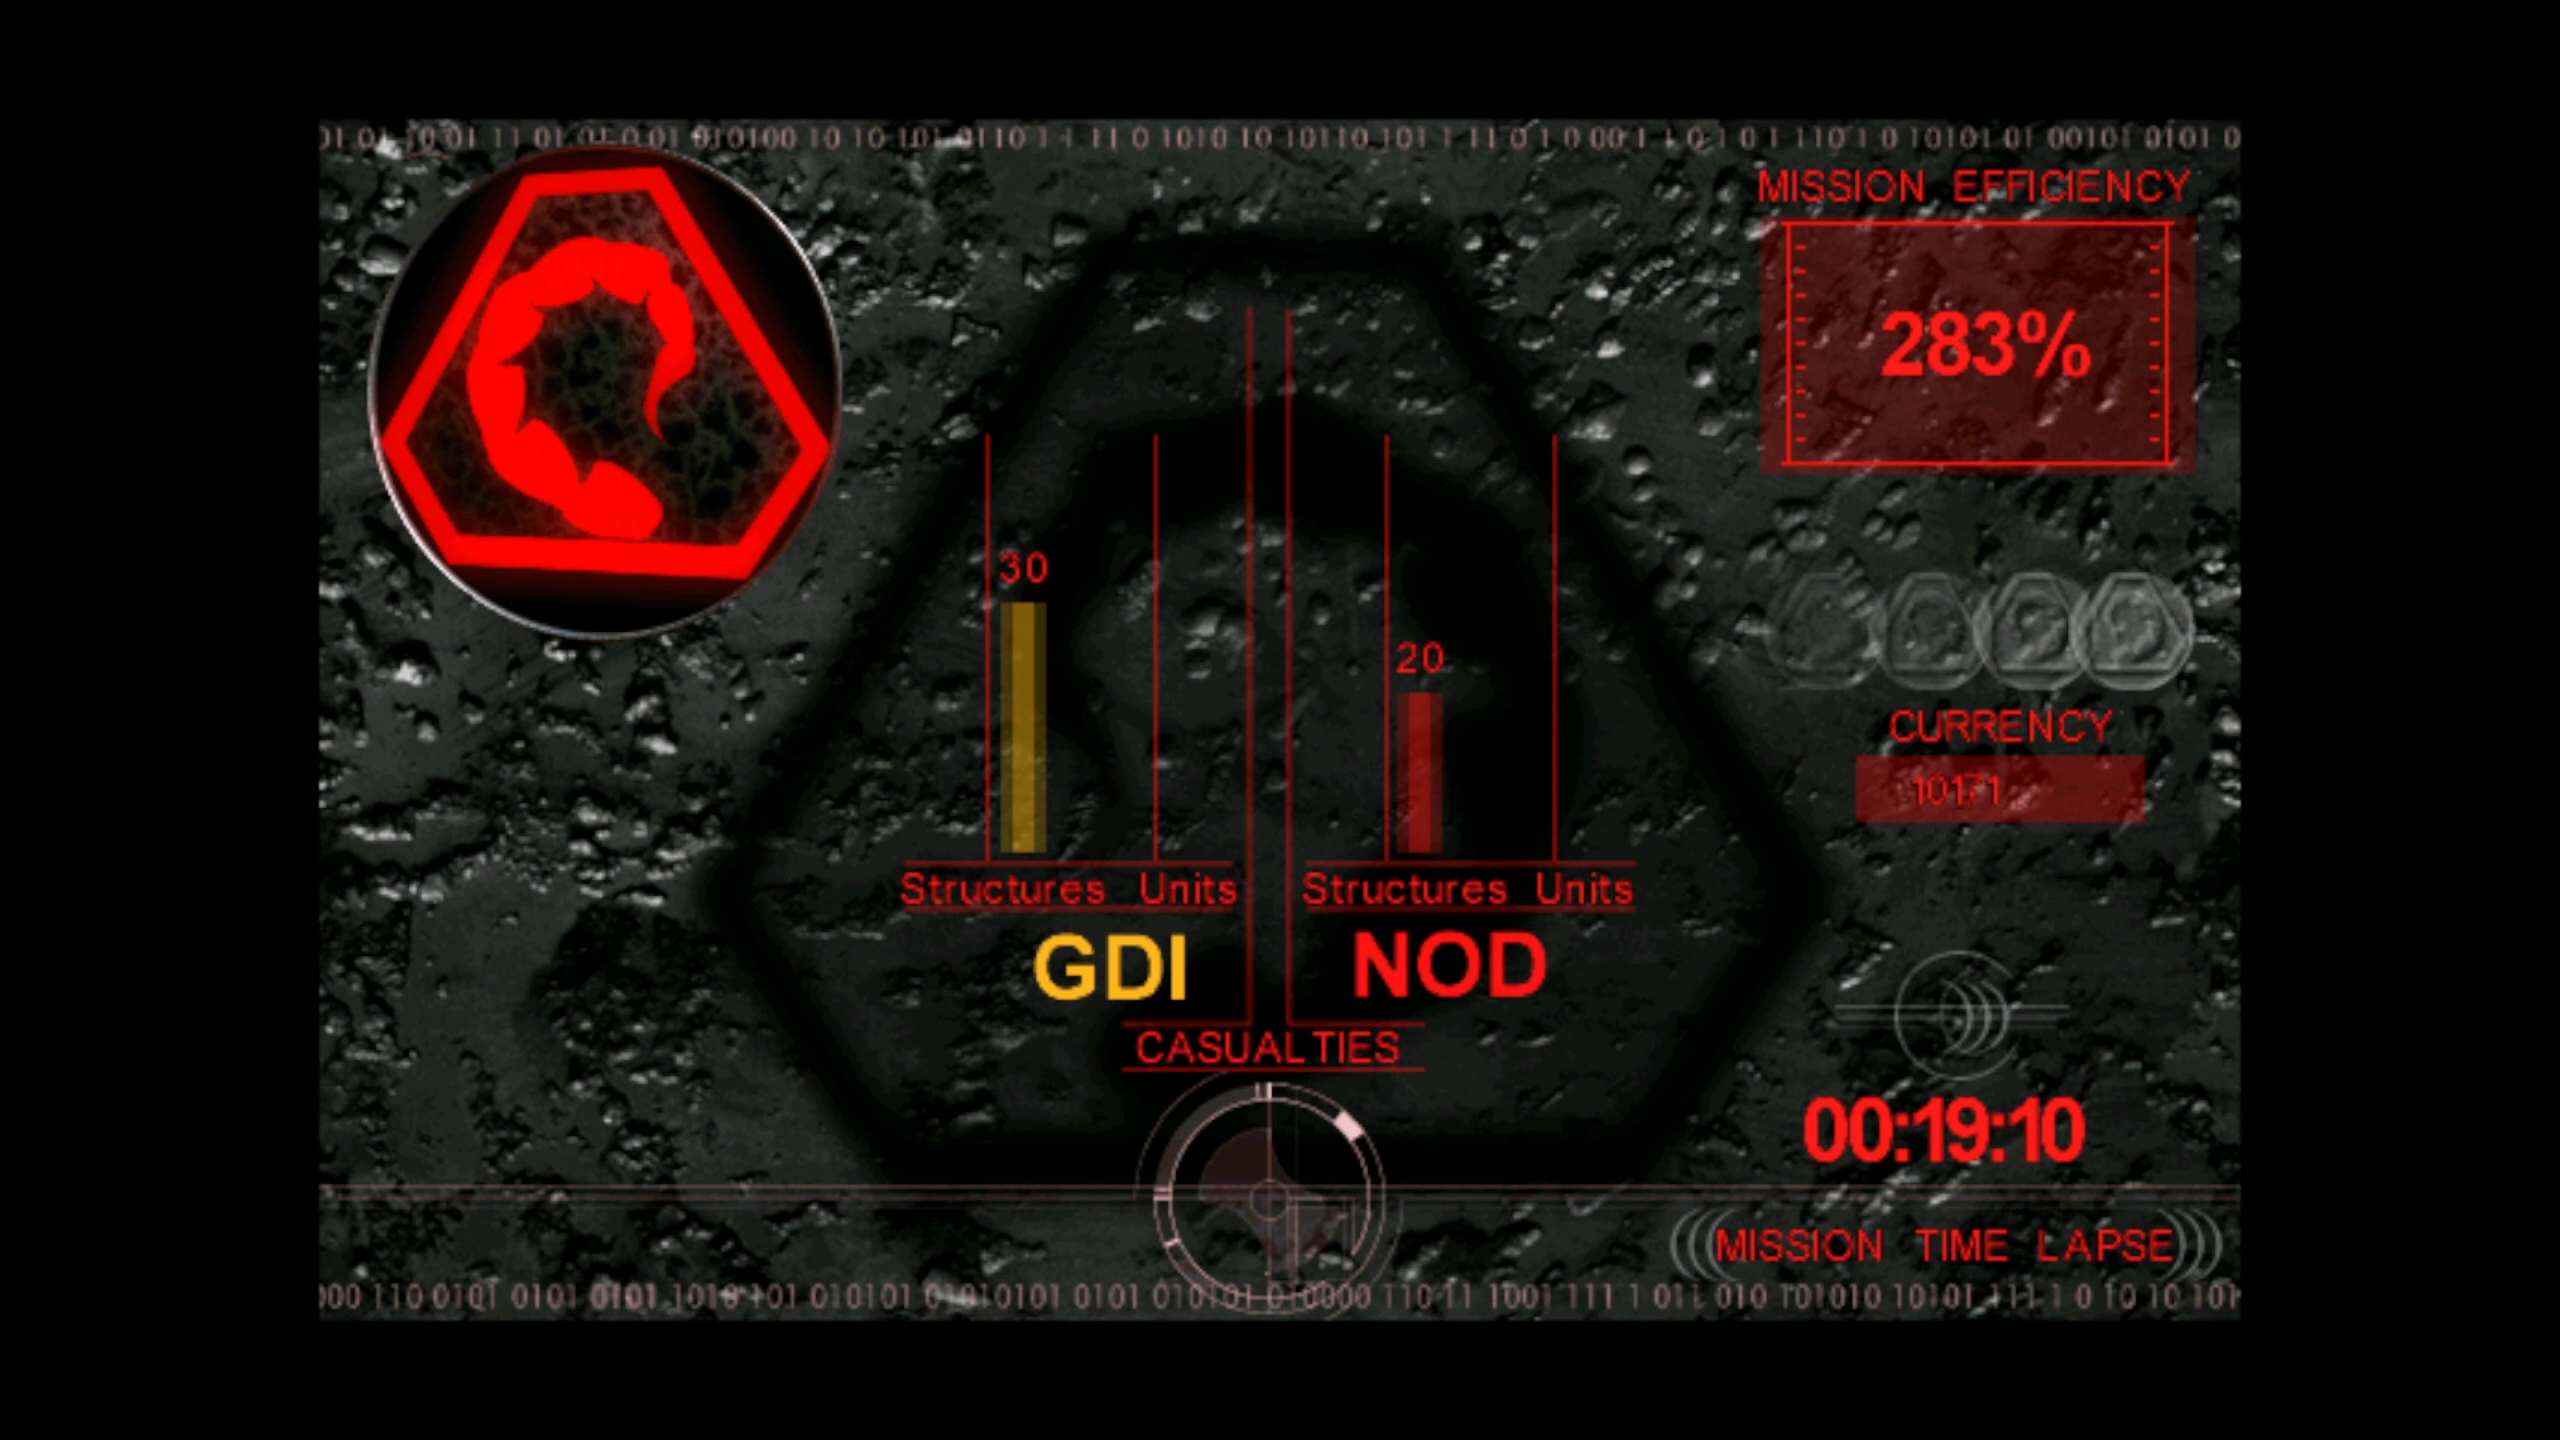 MISSION EFFICIENCY
283%
30
20
CURRENCY
10171
Structures Units Structures Units
GDI NOD
CASUALTIES
00:19:10
MISSION TIME LAPSE